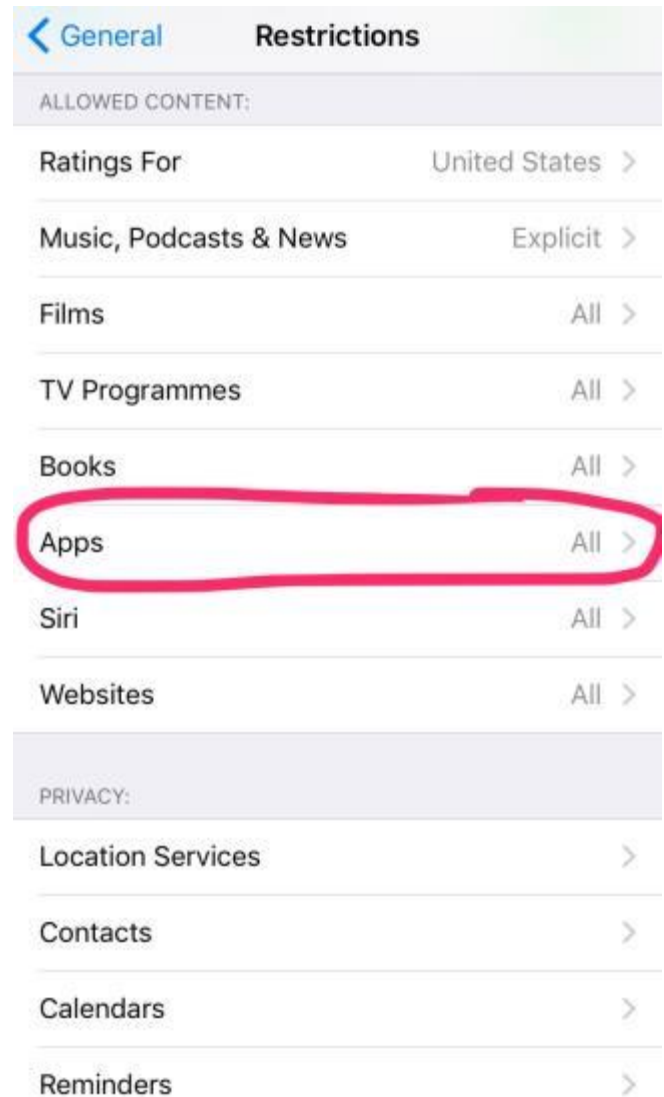 General Restrictions
ALLOWED CONTENT:
Ratings For United States
Music, Podcasts & News Explicit
Films All
TV Programmes All
Books All
Apps All
Siri All
Websites All
PRIVACY:
Location Services
Contacts
Calendars
Reminders